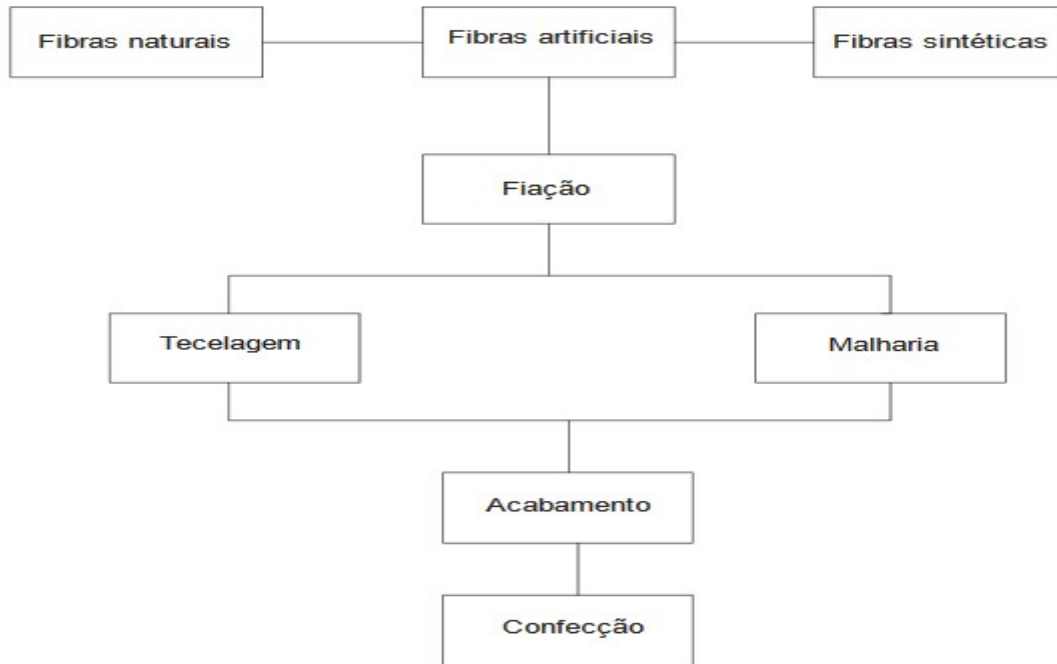 Fibras naturais
Fibras artificiais
Fibras sintéticas
Fiação
Tecelagem
Malharia
Acabamento
Confecção